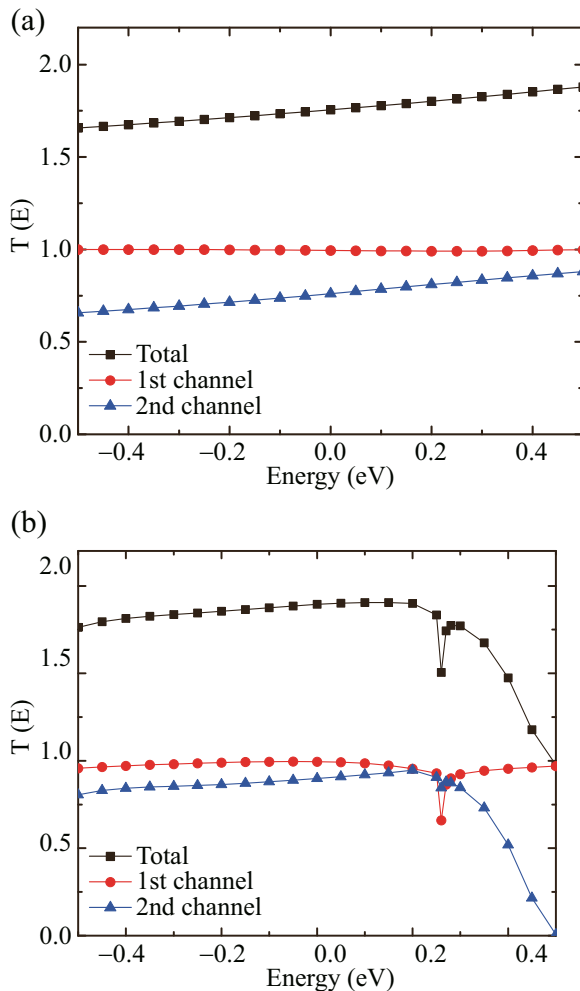 (a)
2.0
1.5
1.0
0.5
0.0
T (E)
Total
1st channel
2nd channel
−0.4 −0.2 0.0 0.2 0.4
Energy (eV)
(b)
2.0
1.5
1.0
0.5
0.0
T (E)
Total
1st channel
2nd channel
−0.4 −0.2 0.0 0.2 0.4
Energy (eV)